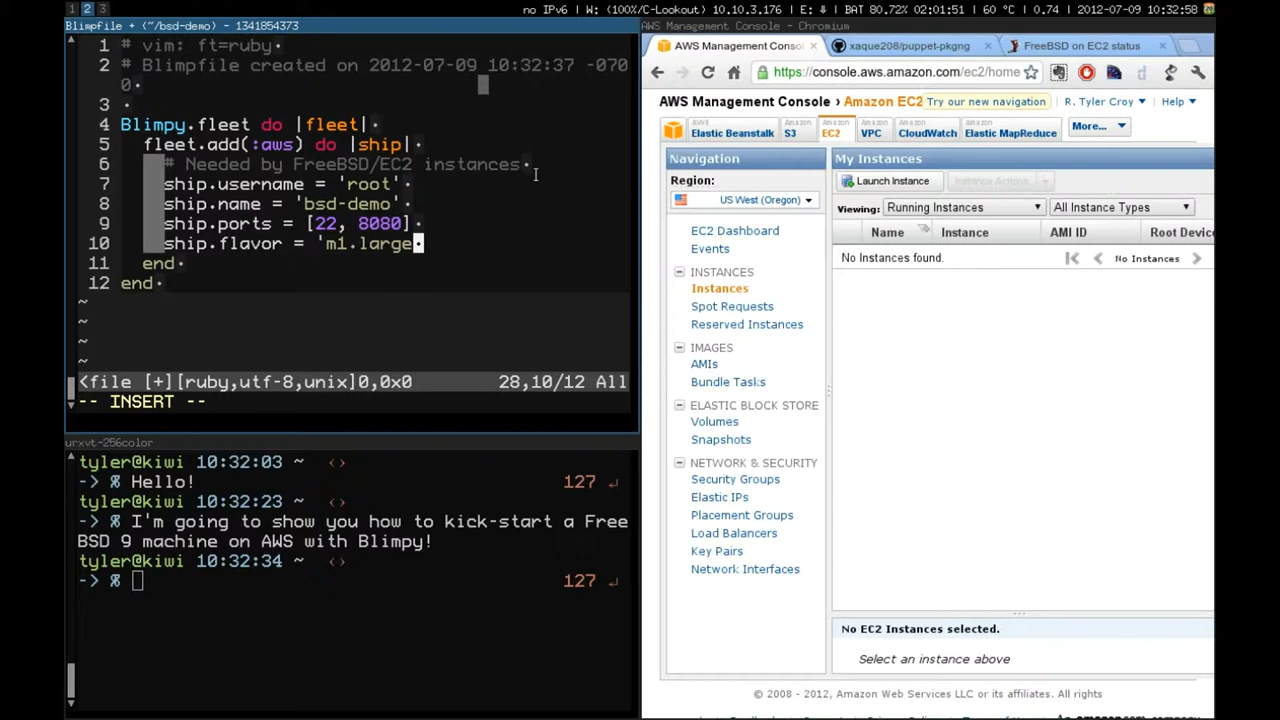 1 2 3
no IPv6 | W: (100%/C-Lookout) 10.10.3.176 | E: | BAT 80.72% 02:01:51 | 60 °C | 0.74 | 2012-07-09 10:32:58
Blimpfile + (~/bsd-demo) - 1341854373
1 # vim: ft=ruby
2 # Blimpfile created on 2012-07-09 10:32:37 -070
0
3
4 Blimpy.fleet do |fleet|
5 fleet.add(:aws) do |ship|
6 # Needed by FreeBSD/EC2 instances
7 ship.username = 'root'
8 ship.name = 'bsd-demo'
9 ship.ports = [22, 8080]
10 ship.flavor = 'm1.large
11 end
12 end
~
~
~
~
<file [+][ruby,utf-8,unix]0,0x0 28,10/12 All
-- INSERT --
urxvt-256color
tyler@kiwi 10:32:03 ~ <>
-> % Hello! 127 ↵
tyler@kiwi 10:32:23 ~ <>
-> % I'm going to show you how to kick-start a Free
BSD 9 machine on AWS with Blimpy!
tyler@kiwi 10:32:34 ~ <>
-> % 127 ↵
AWS Management Console - Chromium
AWS Management Consol × xaque208/puppet-pkgng × FreeBSD on EC2 status ×
https://console.aws.amazon.com/ec2/home
AWS Management Console › Amazon EC2 Try our new navigation R. Tyler Croy Help
AWS Elastic Beanstalk Amazon S3 Amazon EC2 Amazon VPC Amazon CloudWatch Amazon Elastic MapReduce More...
Navigation
Region:
US West (Oregon)
EC2 Dashboard
Events
INSTANCES
Instances
Spot Requests
Reserved Instances
IMAGES
AMIs
Bundle Tasks
ELASTIC BLOCK STORE
Volumes
Snapshots
NETWORK & SECURITY
Security Groups
Elastic IPs
Placement Groups
Load Balancers
Key Pairs
Network Interfaces
My Instances
Launch Instance Instance Actions
Viewing: Running Instances All Instance Types
Name Instance AMI ID Root Device
No Instances found. No Instances
No EC2 Instances selected.
Select an instance above
© 2008 - 2012, Amazon Web Services LLC or its affiliates. All rights